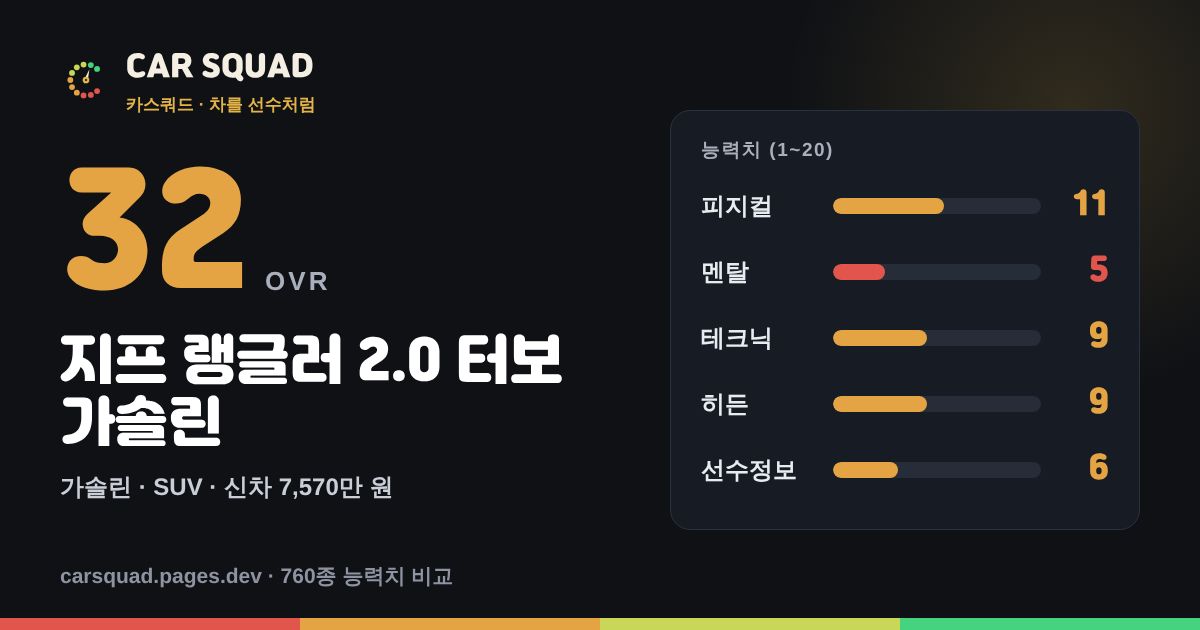 CAR SQUAD
카스쿼드 · 차를 선수처럼
32 OVR
지프 랭글러 2.0 터보
가솔린
가솔린 · SUV · 신차 7,570만 원
carsquad.pages.dev · 760종 능력치 비교
능력치 (1~20)
피지컬 11
멘탈 5
테크닉 9
히든 9
선수정보 6